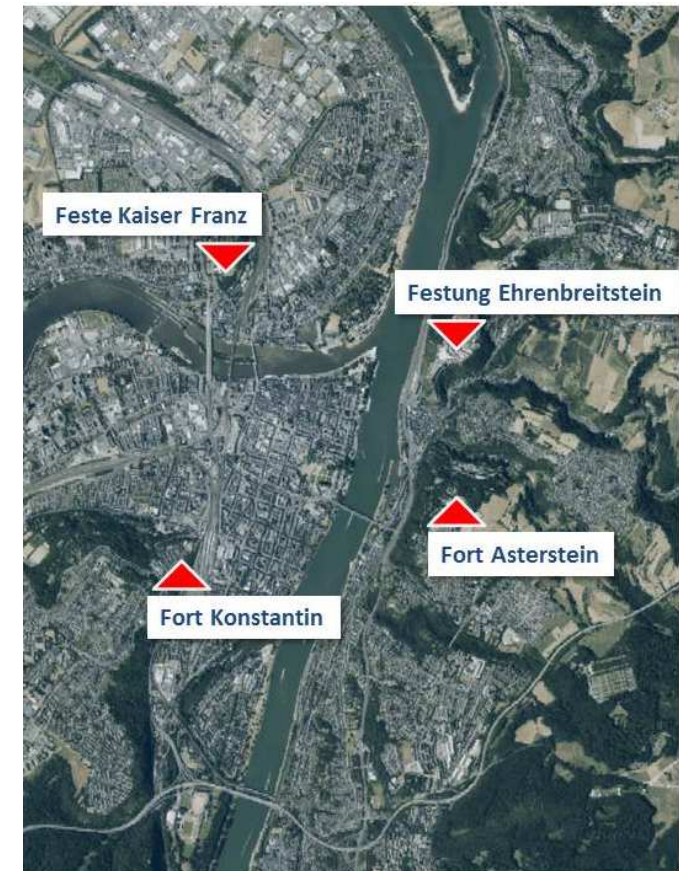 Feste Kaiser Franz
Festung Ehrenbreitstein
Fort Asterstein
Fort Konstantin